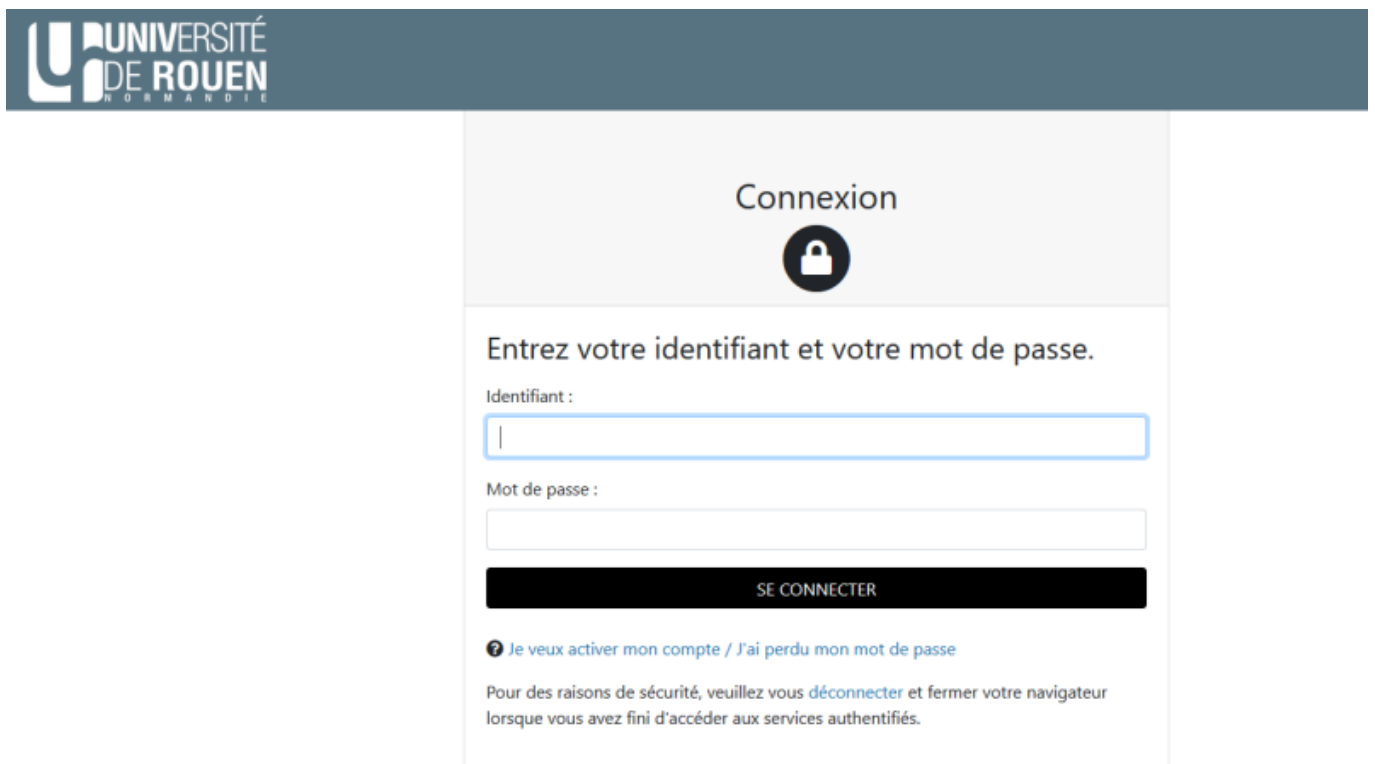 UNIVERSITÉ
DE ROUEN
NORMANDIE
Connexion
Entrez votre identifiant et votre mot de passe.
Identifiant :
Mot de passe :
SE CONNECTER
Je veux activer mon compte / J'ai perdu mon mot de passe
Pour des raisons de sécurité, veuillez vous déconnecter et fermer votre navigateur
lorsque vous avez fini d'accéder aux services authentifiés.